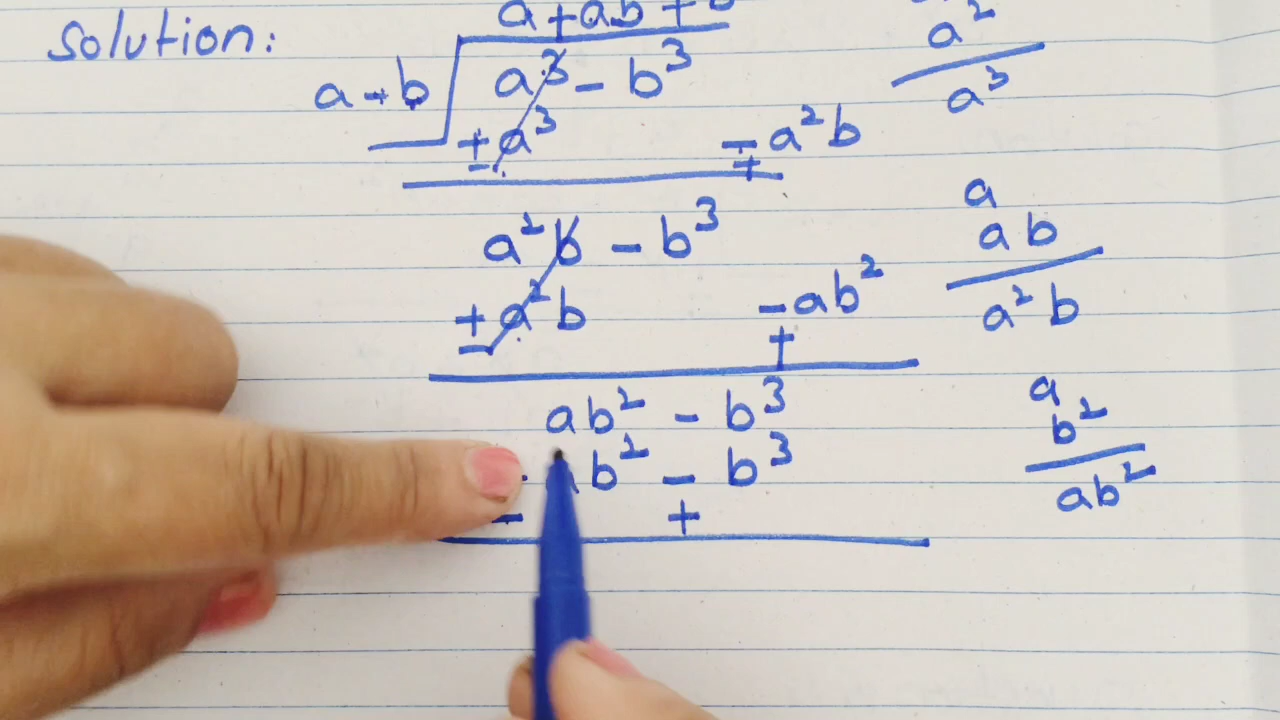 Solution:
a + ab + b
a - b
a³ - b³
± a³ - a²b
- +
a²b - b³
+ a²b - ab²
- +
ab² - b³
ab² - b³
- +
a²
a³
a
ab
a²b
a
b²
ab²